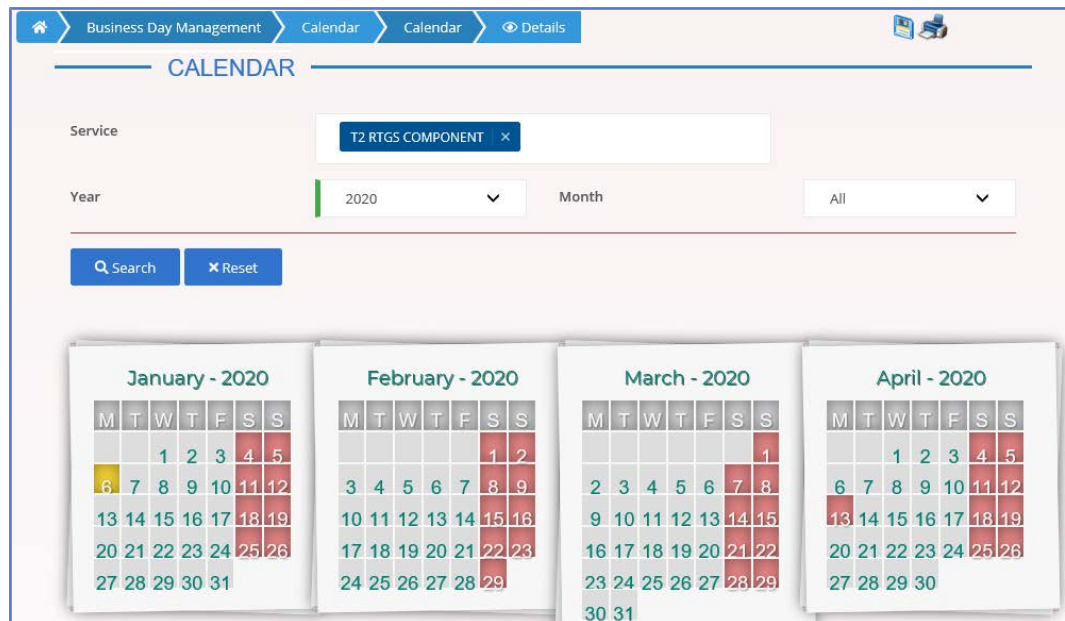 Business Day Management Calendar Calendar Details
CALENDAR
Service T2 RTGS COMPONENT ×
Year 2020 Month All
Search Reset
January - 2020
M T W T F S S
1 2 3 4 5
6 7 8 9 10 11 12
13 14 15 16 17 18 19
20 21 22 23 24 25 26
27 28 29 30 31
February - 2020
M T W T F S S
1 2
3 4 5 6 7 8 9
10 11 12 13 14 15 16
17 18 19 20 21 22 23
24 25 26 27 28 29
March - 2020
M T W T F S S
1
2 3 4 5 6 7 8
9 10 11 12 13 14 15
16 17 18 19 20 21 22
23 24 25 26 27 28 29
30 31
April - 2020
M T W T F S S
1 2 3 4 5
6 7 8 9 10 11 12
13 14 15 16 17 18 19
20 21 22 23 24 25 26
27 28 29 30